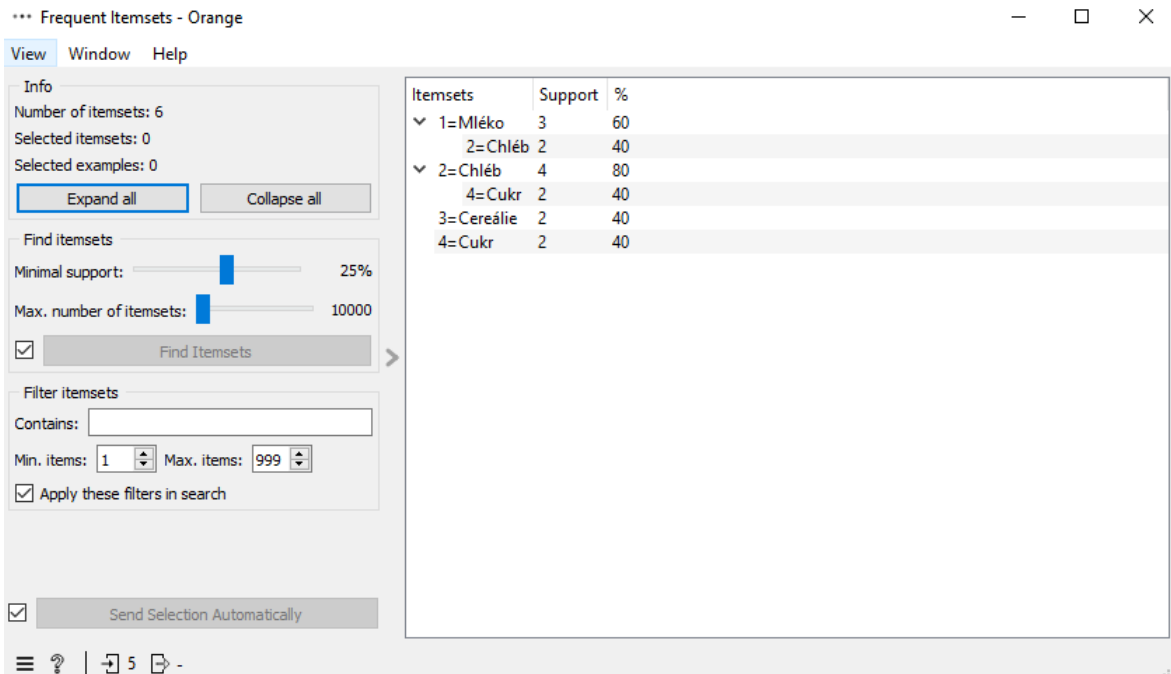 Frequent Itemsets - Orange
View Window Help
Info
Number of itemsets: 6
Selected itemsets: 0
Selected examples: 0
Expand all Collapse all
Find itemsets
Minimal support: 25%
Max. number of itemsets: 10000
Find Itemsets
Filter itemsets
Contains:
Min. items: 1 Max. items: 999
Apply these filters in search
Send Selection Automatically
5 -
Itemsets Support %
1=Mléko 3 60
2=Chléb 2 40
2=Chléb 4 80
4=Cukr 2 40
3=Cereálie 2 40
4=Cukr 2 40